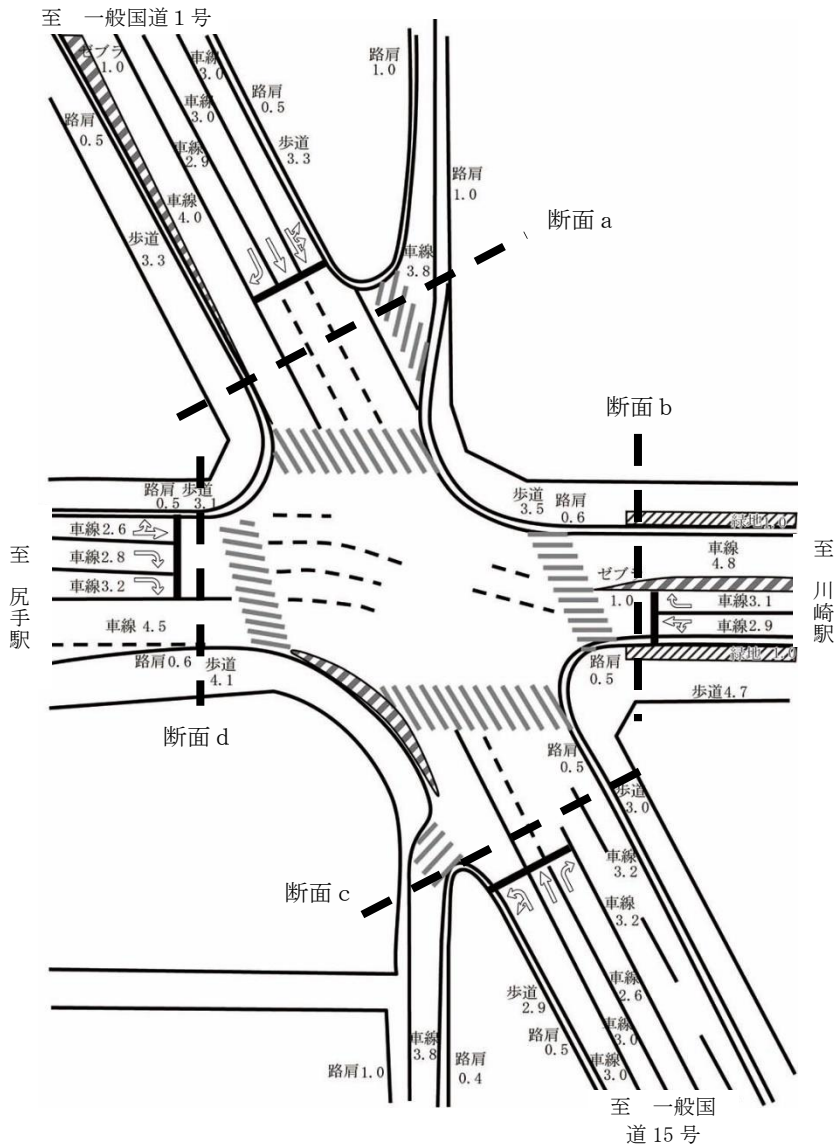 至 一般国道1号
ゼブラ
1.0
車線
3.0
路肩
1.0
路肩
0.5
車線
3.0
路肩
0.5
歩道
3.3
車線
2.9
路肩
1.0
車線
4.0
断面 a
歩道
3.3
車線
3.8
断面 b
路肩 歩道
0.5 3.1
歩道
3.5
路肩
0.6
緑地1.0
車線2.6
車線
4.8
至 尻手駅
車線2.8
至 川崎駅
ゼブラ
1.0
車線3.2
車線3.1
車線 4.5
車線2.9
路肩0.6
歩道
4.1
路肩
0.5
緑地 1.0
歩道4.7
断面 d
路肩
0.5
歩道
3.0
車線
3.2
断面 c
車線
3.2
歩道
2.9
車線
2.6
路肩
0.5
車線
3.0
車線
3.8
車線
3.0
路肩1.0
路肩
0.4
至 一般国
道 15 号